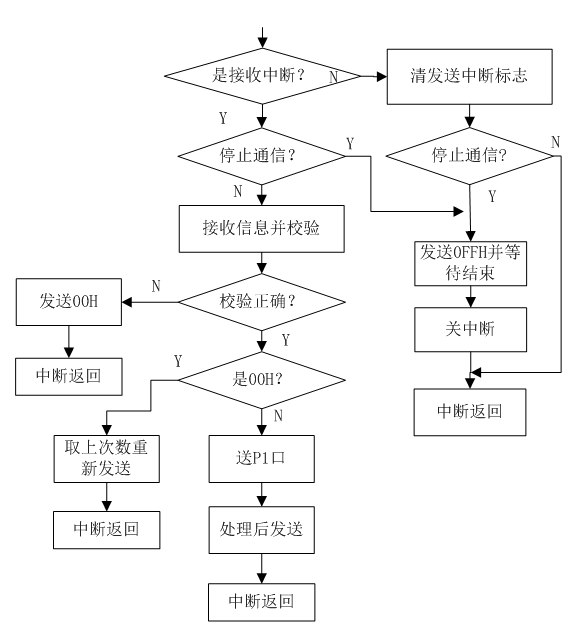 是接收中断?
N
清发送中断标志
Y
停止通信?
Y
停止通信?
N
N
Y
接收信息并校验
发送0FFH并等
待结束
发送00H
N
校验正确?
关中断
Y
中断返回
Y
是00H?
中断返回
N
取上次数重
新发送
送P1口
中断返回
处理后发送
中断返回